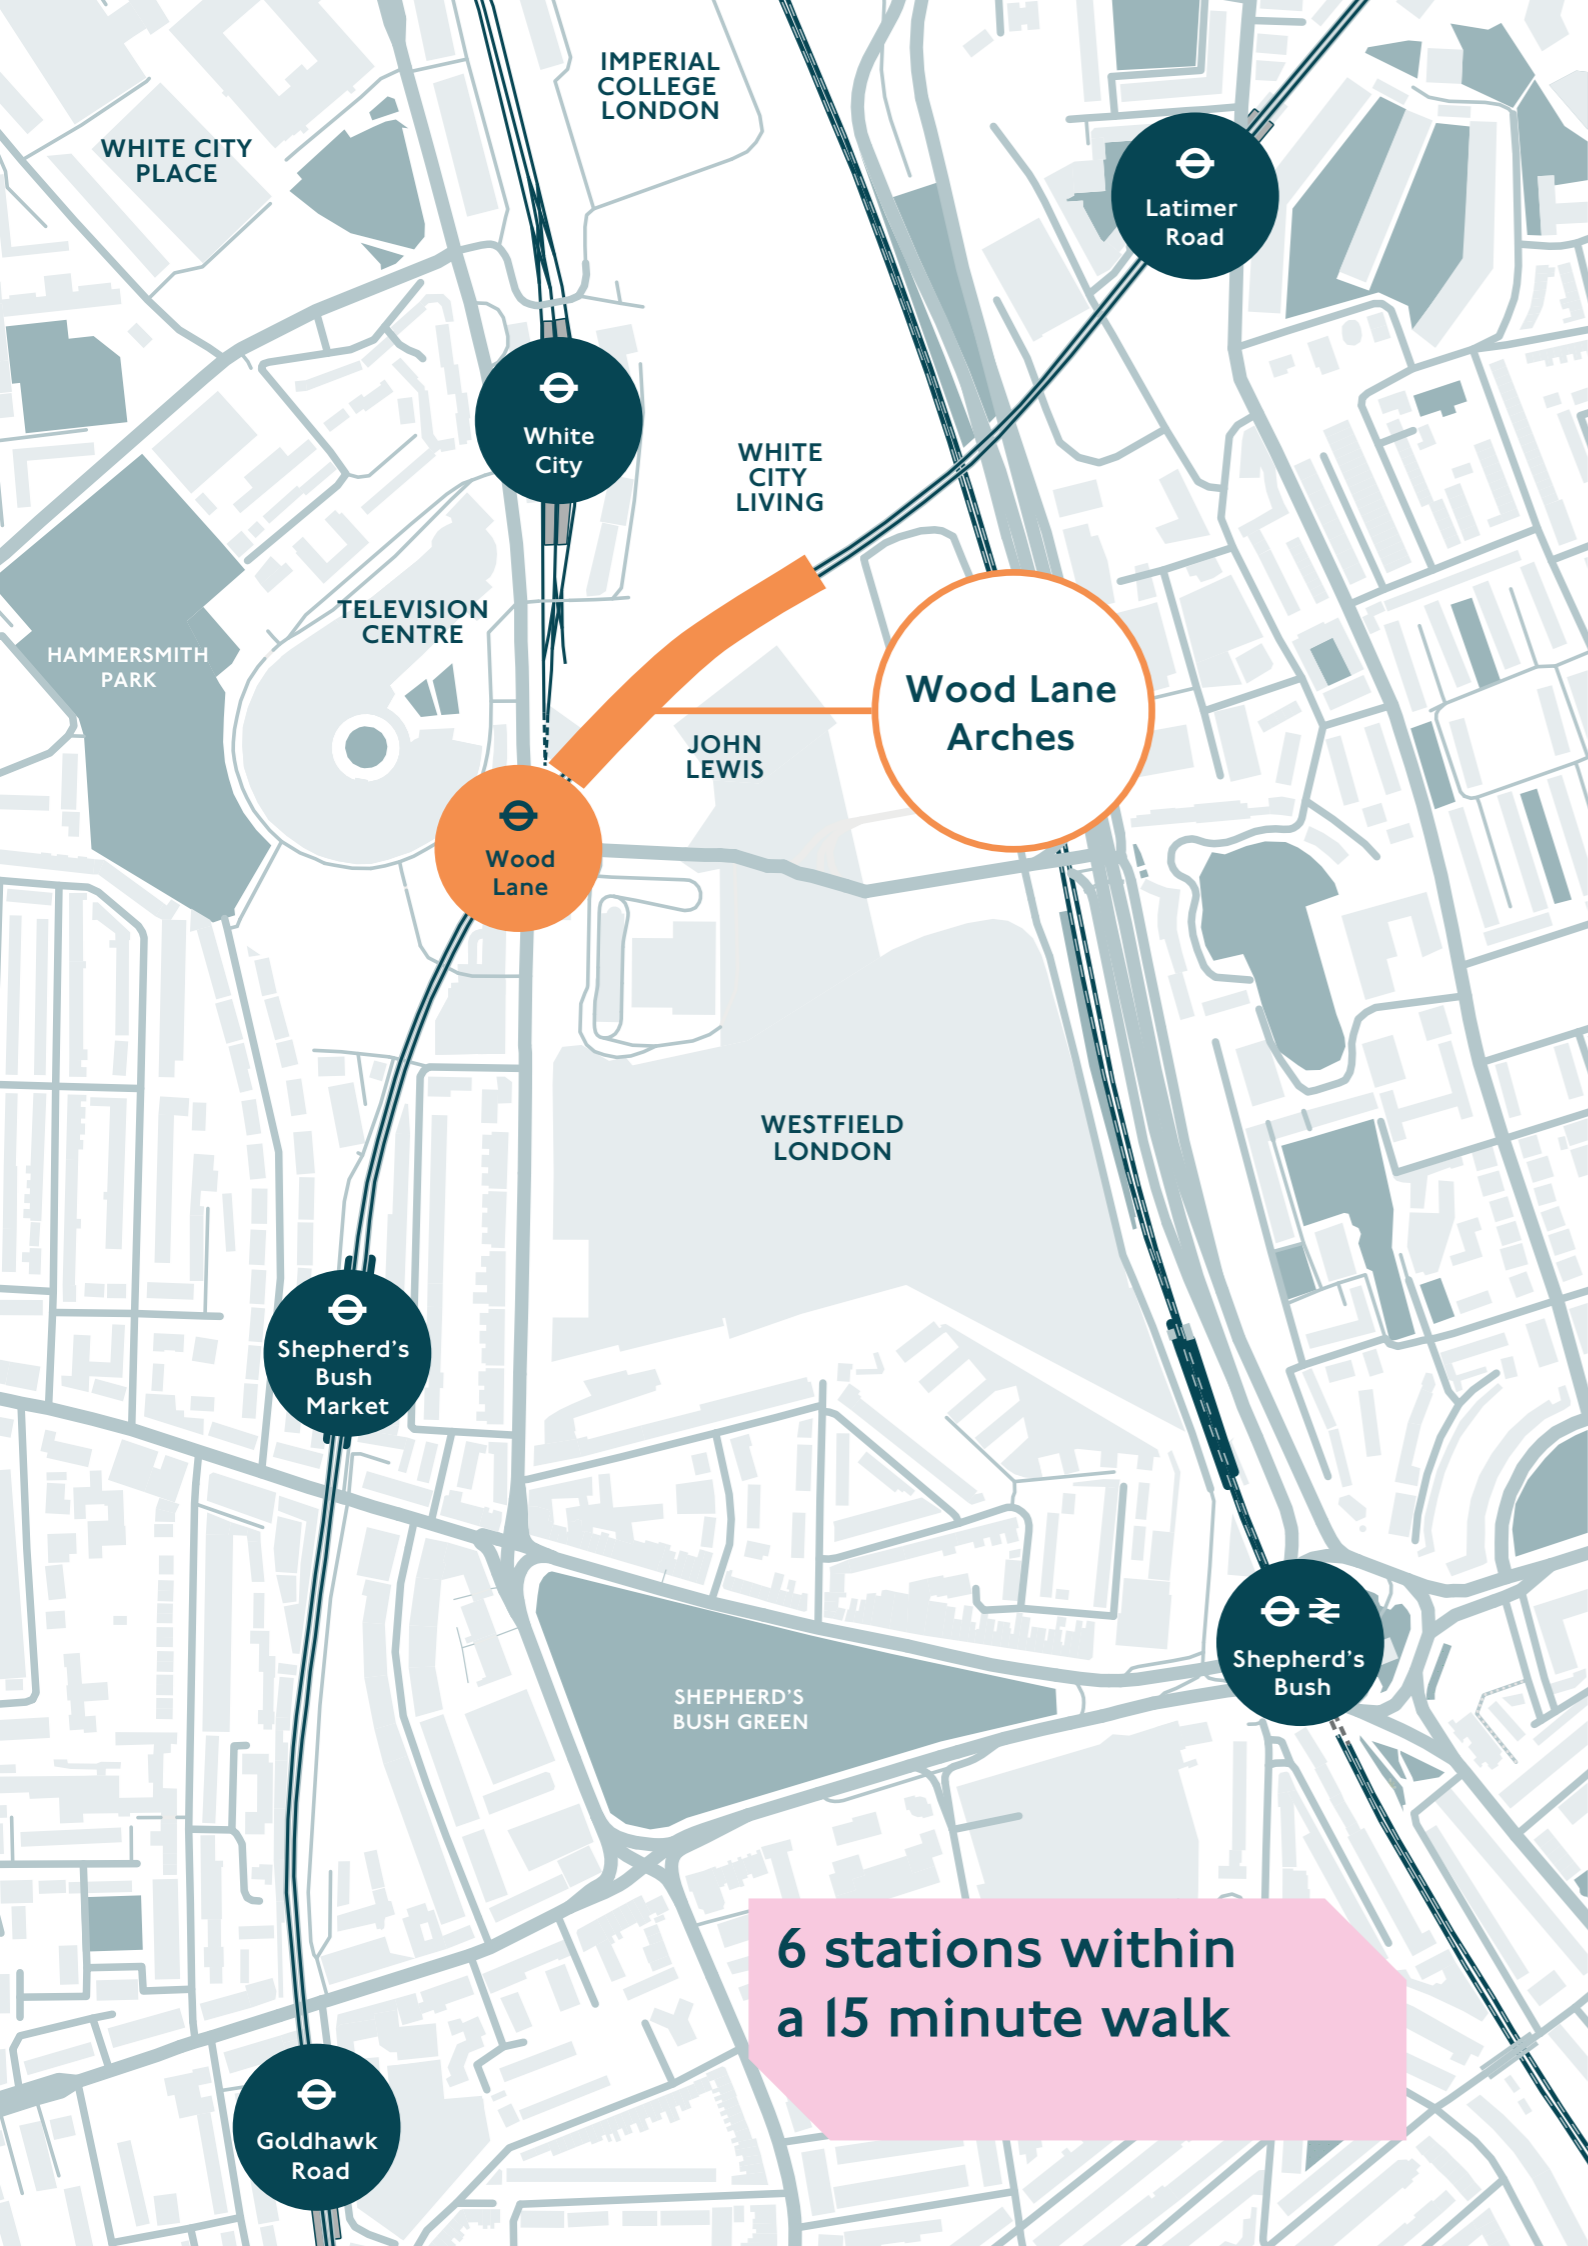 IMPERIAL
COLLEGE
LONDON
WHITE CITY
PLACE
Latimer
Road
White
City
WHITE
CITY
LIVING
TELEVISION
CENTRE
HAMMERSMITH
PARK
Wood Lane
Arches
JOHN
LEWIS
Wood
Lane
WESTFIELD
LONDON
Shepherd's
Bush
Market
Shepherd's
Bush
SHEPHERD'S
BUSH GREEN
6 stations within
a 15 minute walk
Goldhawk
Road